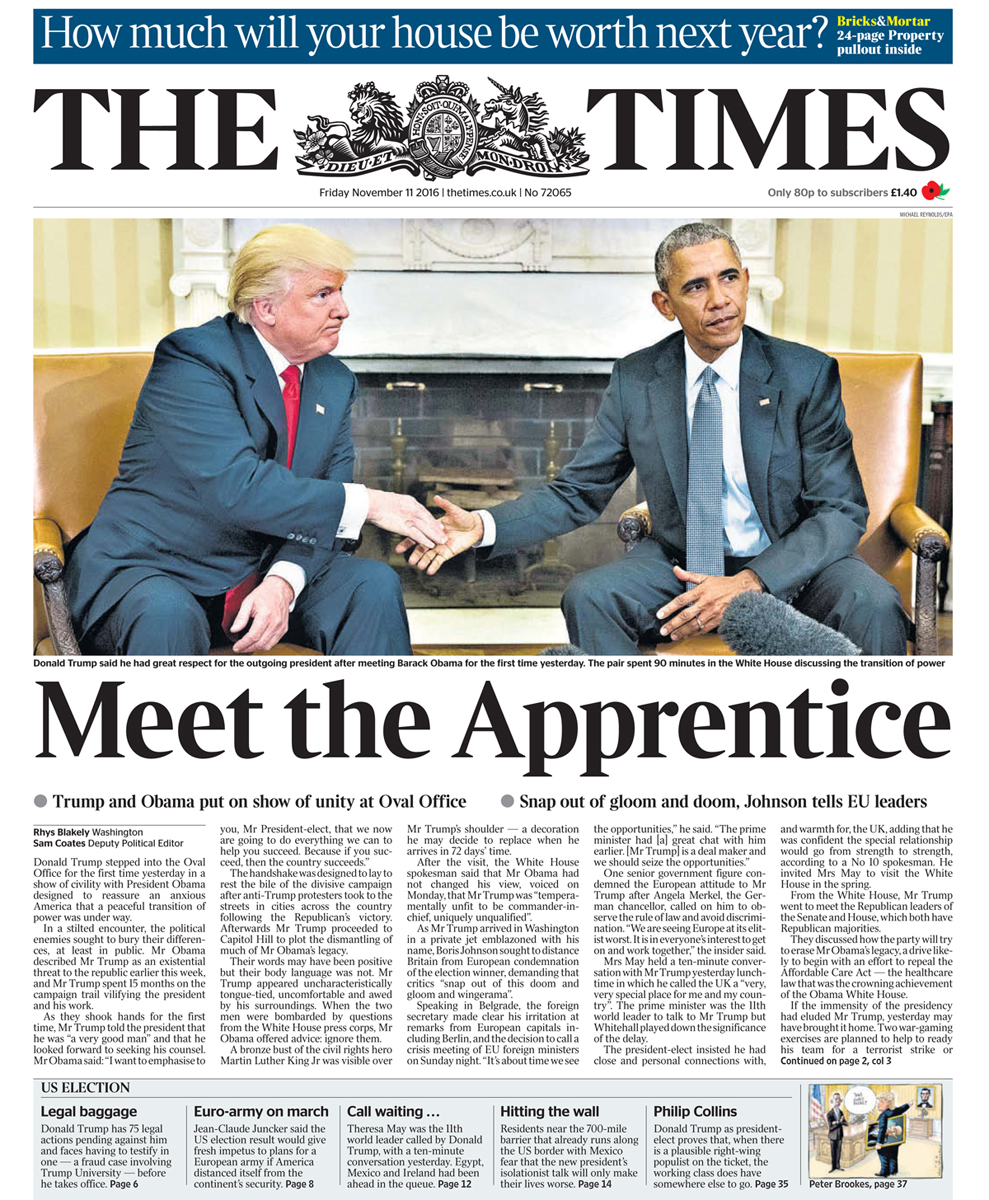 How much will your house be worth next year?
Bricks&Mortar
24-page Property
pullout inside
THE TIMES
HON·SOIT·QUI·MAL·Y·PENSE
DIEU·ET MON·DROIT
Friday November 11 2016 | thetimes.co.uk | No 72065
Only 80p to subscribers £1.40
MICHAEL REYNOLDS/EPA
Donald Trump said he had great respect for the outgoing president after meeting Barack Obama for the first time yesterday. The pair spent 90 minutes in the White House discussing the transition of power
Meet the Apprentice
● Trump and Obama put on show of unity at Oval Office
● Snap out of gloom and doom, Johnson tells EU leaders
Rhys Blakely Washington
Sam Coates Deputy Political Editor
Donald Trump stepped into the Oval
Office for the first time yesterday in a
show of civility with President Obama
designed to reassure an anxious
America that a peaceful transition of
power was under way.
In a stilted encounter, the political
enemies sought to bury their differen-
ces, at least in public. Mr Obama
described Mr Trump as an existential
threat to the republic earlier this week,
and Mr Trump spent 15 months on the
campaign trail vilifying the president
and his work.
As they shook hands for the first
time, Mr Trump told the president that
he was “a very good man” and that he
looked forward to seeking his counsel.
Mr Obama said: “I want to emphasise to
you, Mr President-elect, that we now
are going to do everything we can to
help you succeed. Because if you suc-
ceed, then the country succeeds.”
The handshake was designed to lay to
rest the bile of the divisive campaign
after anti-Trump protesters took to the
streets in cities across the country
following the Republican’s victory.
Afterwards Mr Trump proceeded to
Capitol Hill to plot the dismantling of
much of Mr Obama’s legacy.
Their words may have been positive
but their body language was not. Mr
Trump appeared uncharacteristically
tongue-tied, uncomfortable and awed
by his surroundings. When the two
men were bombarded by questions
from the White House press corps, Mr
Obama offered advice: ignore them.
A bronze bust of the civil rights hero
Martin Luther King Jr was visible over
Mr Trump’s shoulder — a decoration
he may decide to replace when he
arrives in 72 days’ time.
After the visit, the White House
spokesman said that Mr Obama had
not changed his view, voiced on
Monday, that Mr Trump was “tempera-
mentally unfit to be commander-in-
chief, uniquely unqualified”.
As Mr Trump arrived in Washington
in a private jet emblazoned with his
name, Boris Johnson sought to distance
Britain from European condemnation
of the election winner, demanding that
critics “snap out of this doom and
gloom and wingerama”.
Speaking in Belgrade, the foreign
secretary made clear his irritation at
remarks from European capitals in-
cluding Berlin, and the decision to call a
crisis meeting of EU foreign ministers
on Sunday night. “It’s about time we see
the opportunities,” he said. “The prime
minister had [a] great chat with him
earlier. [Mr Trump] is a deal maker and
we should seize the opportunities.”
One senior government figure con-
demned the European attitude to Mr
Trump after Angela Merkel, the Ger-
man chancellor, called on him to ob-
serve the rule of law and avoid discrimi-
nation. “We are seeing Europe at its elit-
ist worst. It is in everyone’s interest to get
on and work together,” the insider said.
Mrs May held a ten-minute conver-
sation with Mr Trump yesterday lunch-
time in which he called the UK a “very,
very special place for me and my coun-
try”. The prime minister was the 11th
world leader to talk to Mr Trump but
Whitehall played down the significance
of the delay.
The president-elect insisted he had
close and personal connections with,
and warmth for, the UK, adding that he
was confident the special relationship
would go from strength to strength,
according to a No 10 spokesman. He
invited Mrs May to visit the White
House in the spring.
From the White House, Mr Trump
went to meet the Republican leaders of
the Senate and House, which both have
Republican majorities.
They discussed how the party will try
to erase Mr Obama’s legacy, a drive like-
ly to begin with an effort to repeal the
Affordable Care Act — the healthcare
law that was the crowning achievement
of the Obama White House.
If the immensity of the presidency
had eluded Mr Trump, yesterday may
have brought it home. Two war-gaming
exercises are planned to help to ready
his team for a terrorist strike or
Continued on page 2, col 3
US ELECTION
Legal baggage
Donald Trump has 75 legal
actions pending against him
and faces having to testify in
one — a fraud case involving
Trump University — before
he takes office. Page 6
Euro-army on march
Jean-Claude Juncker said the
US election result would give
fresh impetus to plans for a
European army if America
distanced itself from the
continent’s security. Page 8
Call waiting ...
Theresa May was the 11th
world leader called by Donald
Trump, with a ten-minute
conversation yesterday. Egypt,
Mexico and Ireland had been
ahead in the queue. Page 12
Hitting the wall
Residents near the 700-mile
barrier that already runs along
the US border with Mexico
fear that the new president’s
isolationist talk will only make
their lives worse. Page 14
Philip Collins
Donald Trump as president-
elect proves that, when there
is a plausible right-wing
populist on the ticket, the
working class does have
somewhere else to go. Page 35
Peter Brookes, page 37